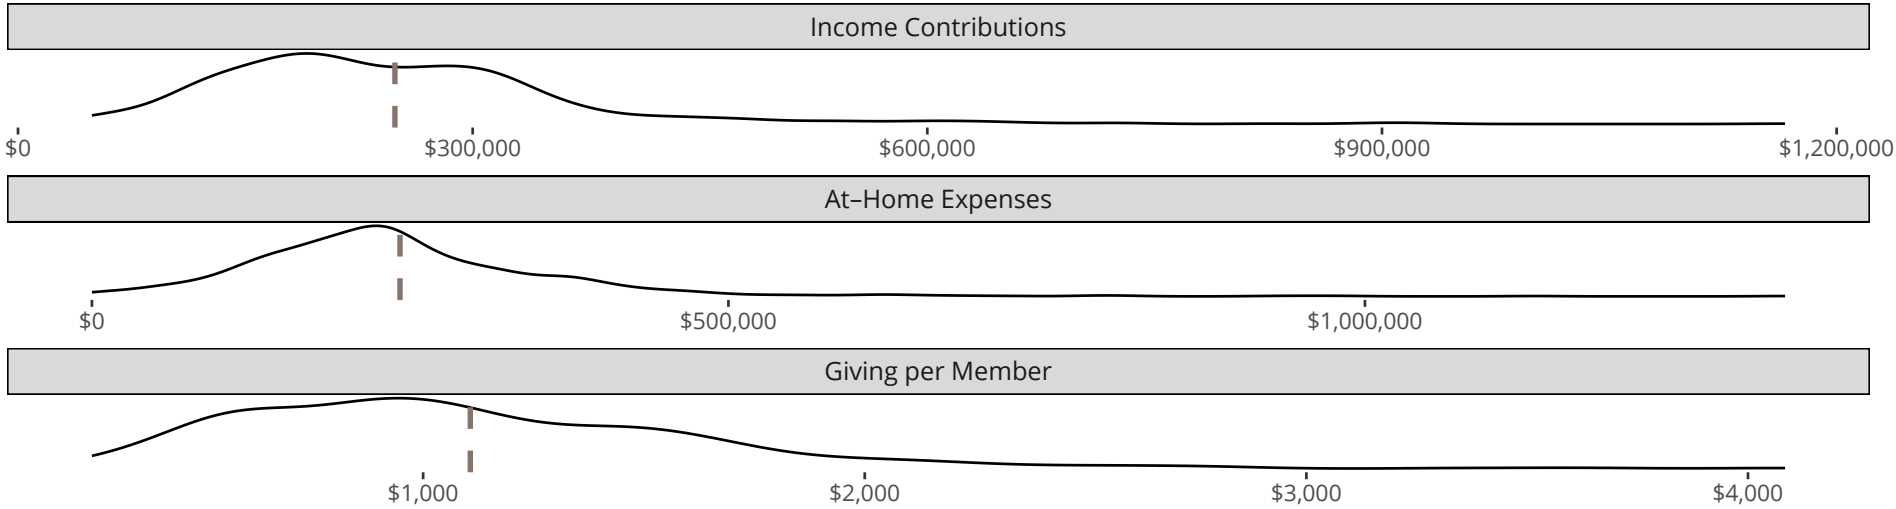 Income Contributions
$0 $300,000 $600,000 $900,000 $1,200,000
At–Home Expenses
$0 $500,000 $1,000,000
Giving per Member
$1,000 $2,000 $3,000 $4,000